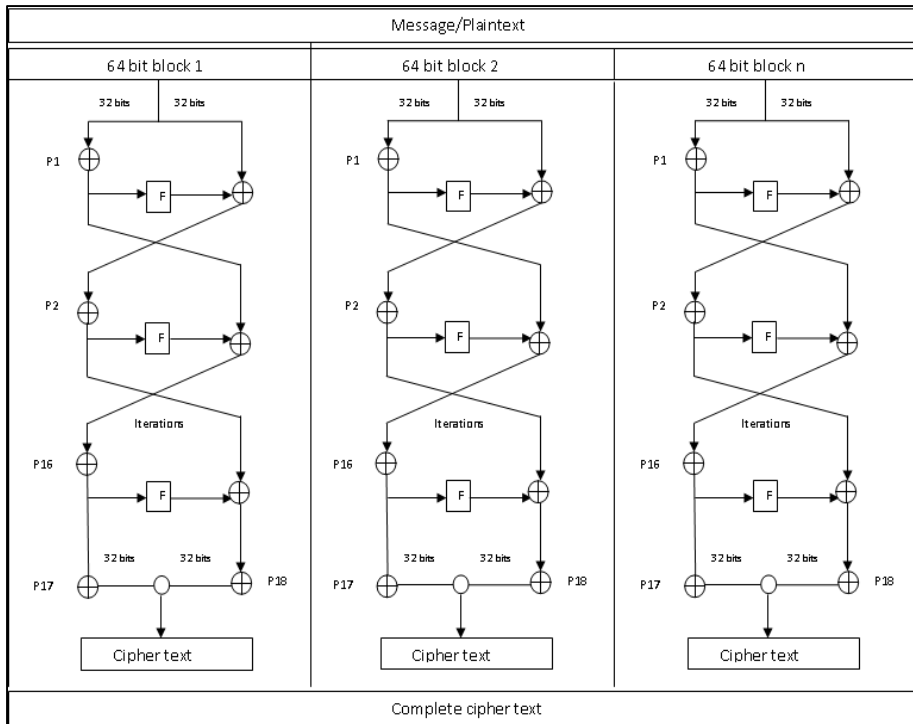 Message/Plaintext
64 bit block 1
64 bit block 2
64 bit block n
32 bits 32 bits
32 bits 32 bits
32 bits 32 bits
P1
P1
P1
F
F
F
P2
P2
P2
F
F
F
Iterations
Iterations
Iterations
P16
P16
P16
F
F
F
32 bits 32 bits
32 bits 32 bits
32 bits 32 bits
P17 P18
P17 P18
P17 P18
Cipher text
Cipher text
Cipher text
Complete cipher text